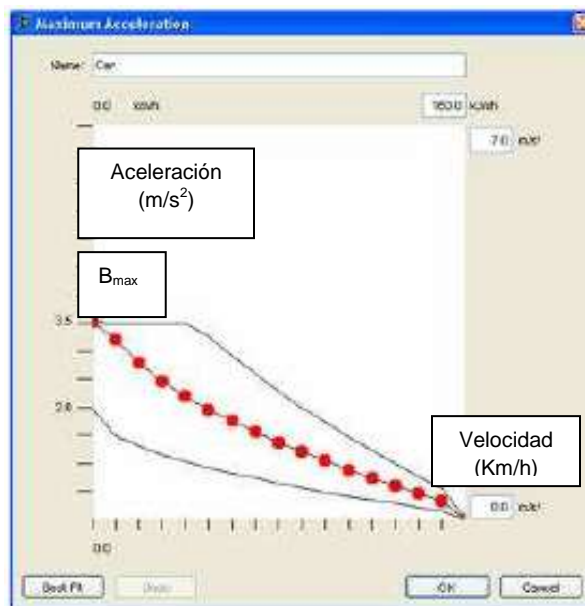 Maximum Acceleration
Name: Car
0.0 km/h
160.0 km/h
7.0 m/s²
Aceleración
(m/s²)
Bmax
3.5
2.0
Velocidad
(Km/h)
0.0 m/s²
0.0
Best Fit
Undo
OK
Cancel